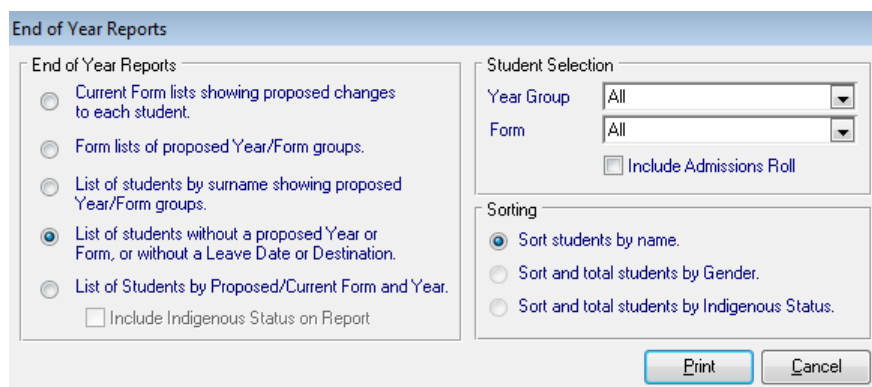 End of Year Reports
End of Year Reports
Current Form lists showing proposed changes
to each student.
Form lists of proposed Year/Form groups.
List of students by surname showing proposed
Year/Form groups.
List of students without a proposed Year or
Form, or without a Leave Date or Destination.
List of Students by Proposed/Current Form and Year.
Include Indigenous Status on Report
Student Selection
Year Group All
Form All
Include Admissions Roll
Sorting
Sort students by name.
Sort and total students by Gender.
Sort and total students by Indigenous Status.
Print Cancel